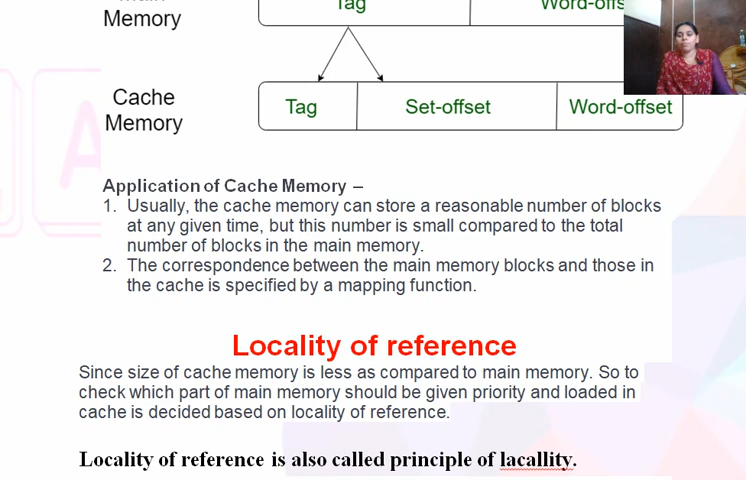 Tag
Memory
Cache
Memory
Tag Set-offset Word-offset
Application of Cache Memory –
1. Usually, the cache memory can store a reasonable number of blocks
at any given time, but this number is small compared to the total
number of blocks in the main memory.
2. The correspondence between the main memory blocks and those in
the cache is specified by a mapping function.
Locality of reference
Since size of cache memory is less as compared to main memory. So to
check which part of main memory should be given priority and loaded in
cache is decided based on locality of reference.
Locality of reference is also called principle of lacallity.